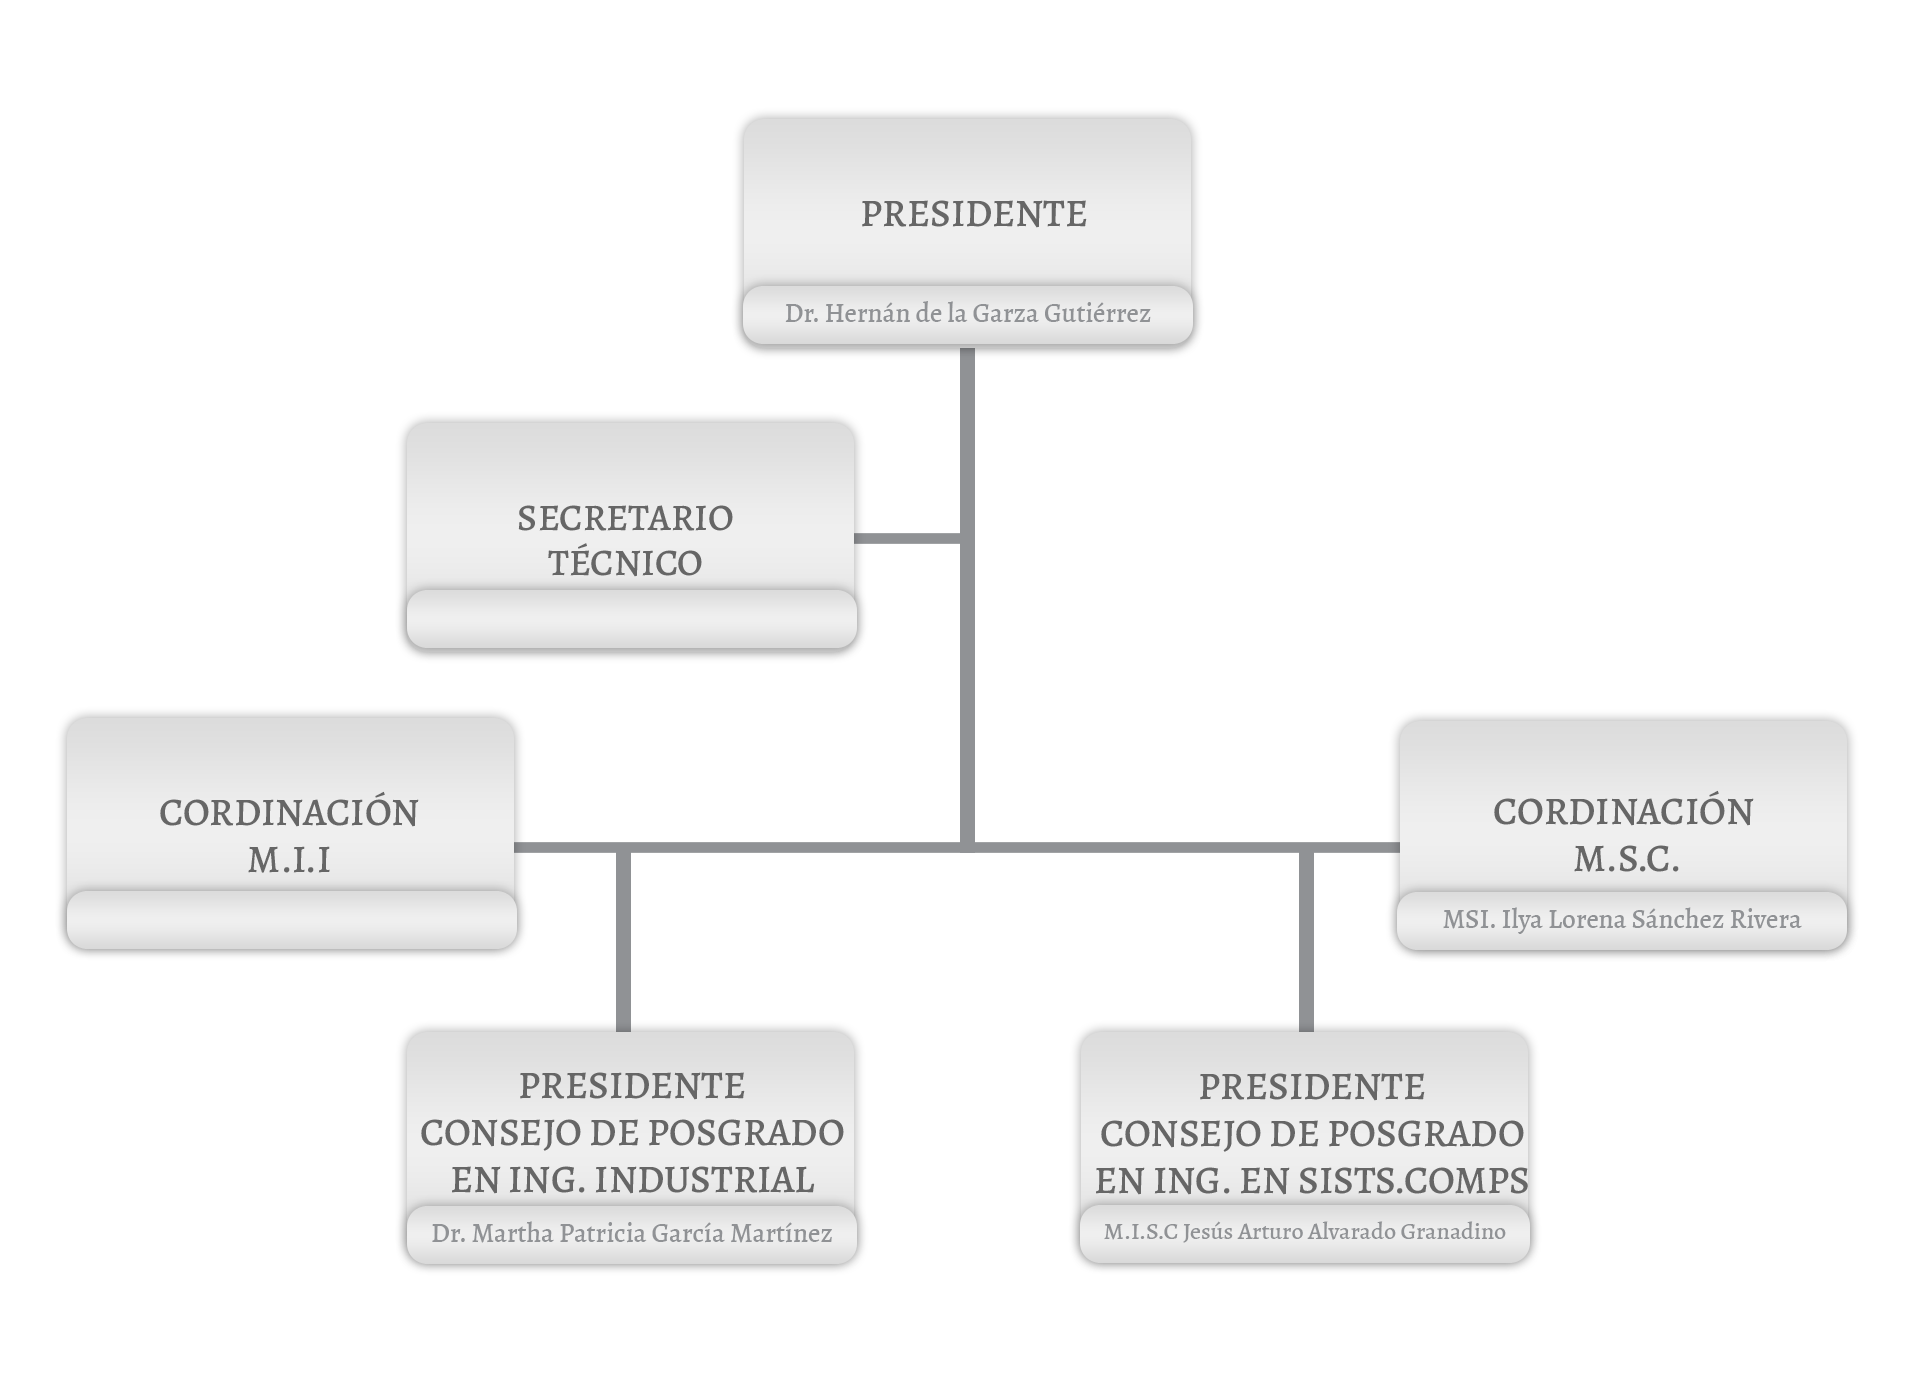 PRESIDENTE
Dr. Hernán de la Garza Gutiérrez
SECRETARIO
TÉCNICO
CORDINACIÓN
M.I.I
CORDINACIÓN
M.S.C.
MSI. Ilya Lorena Sánchez Rivera
PRESIDENTE
CONSEJO DE POSGRADO
EN ING. INDUSTRIAL
Dr. Martha Patricia García Martínez
PRESIDENTE
CONSEJO DE POSGRADO
EN ING. EN SISTS.COMPS
M.I.S.C Jesús Arturo Alvarado Granadino